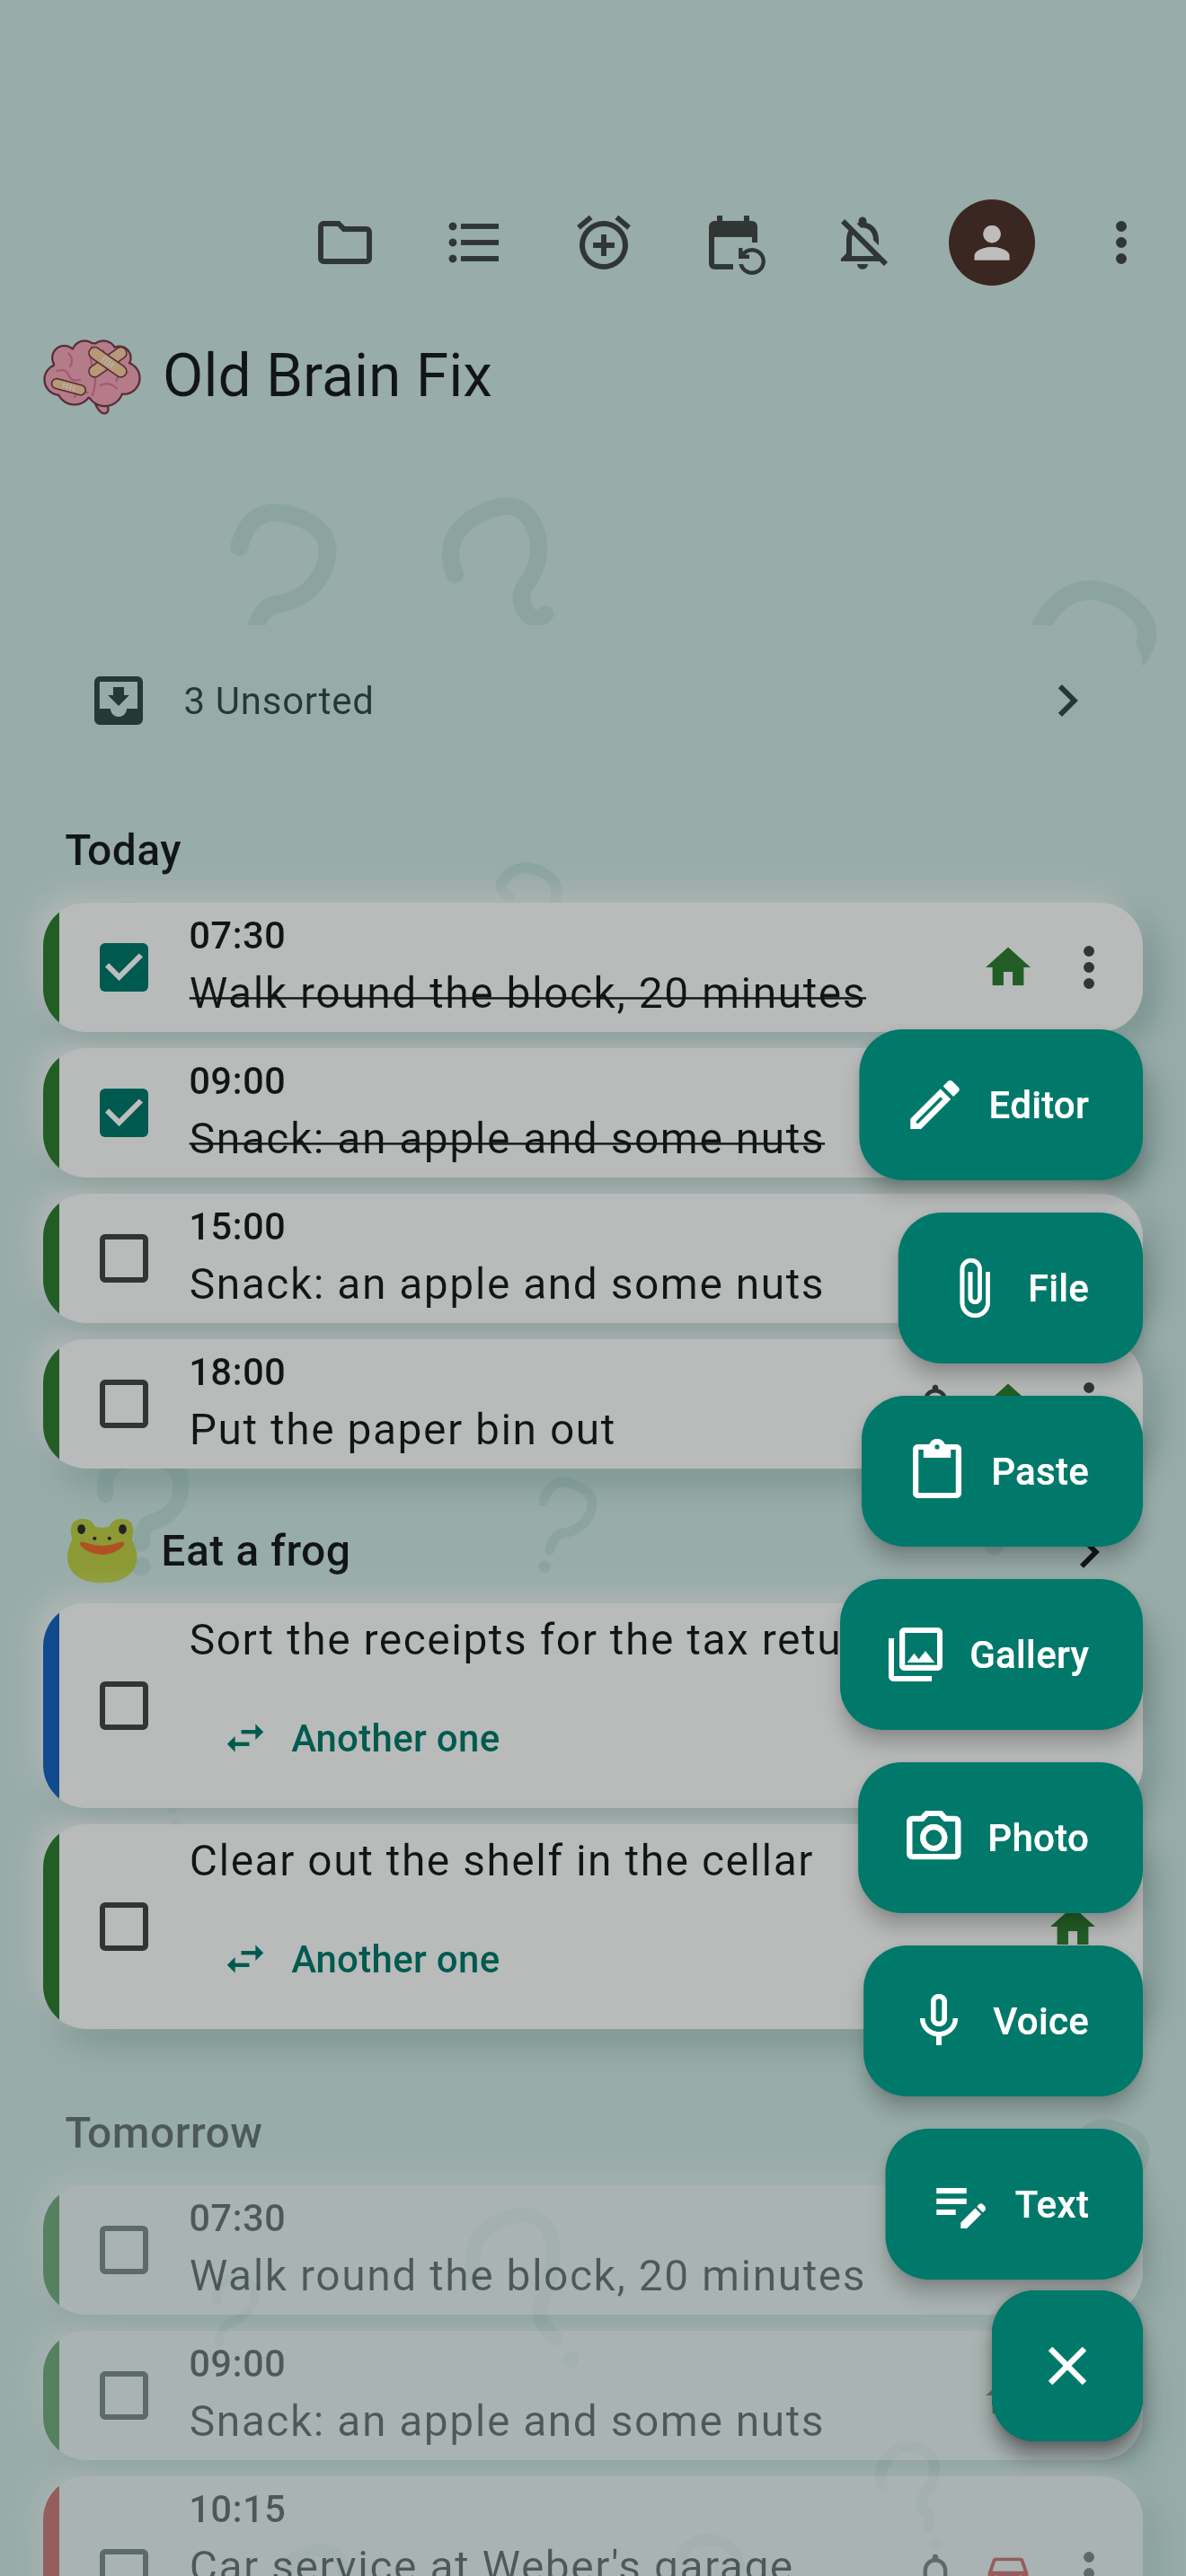 Old Brain Fix
3 Unsorted
Today
07:30
Walk round the block, 20 minutes
09:00
Snack: an apple and some nuts
Editor
15:00
Snack: an apple and some nuts
File
18:00
Put the paper bin out
Paste
Eat a frog
Sort the receipts for the tax retu
Gallery
Another one
Photo
Clear out the shelf in the cellar
Another one
Voice
Tomorrow
Text
07:30
Walk round the block, 20 minutes
09:00
Snack: an apple and some nuts
10:15
Car service at Weber's garage